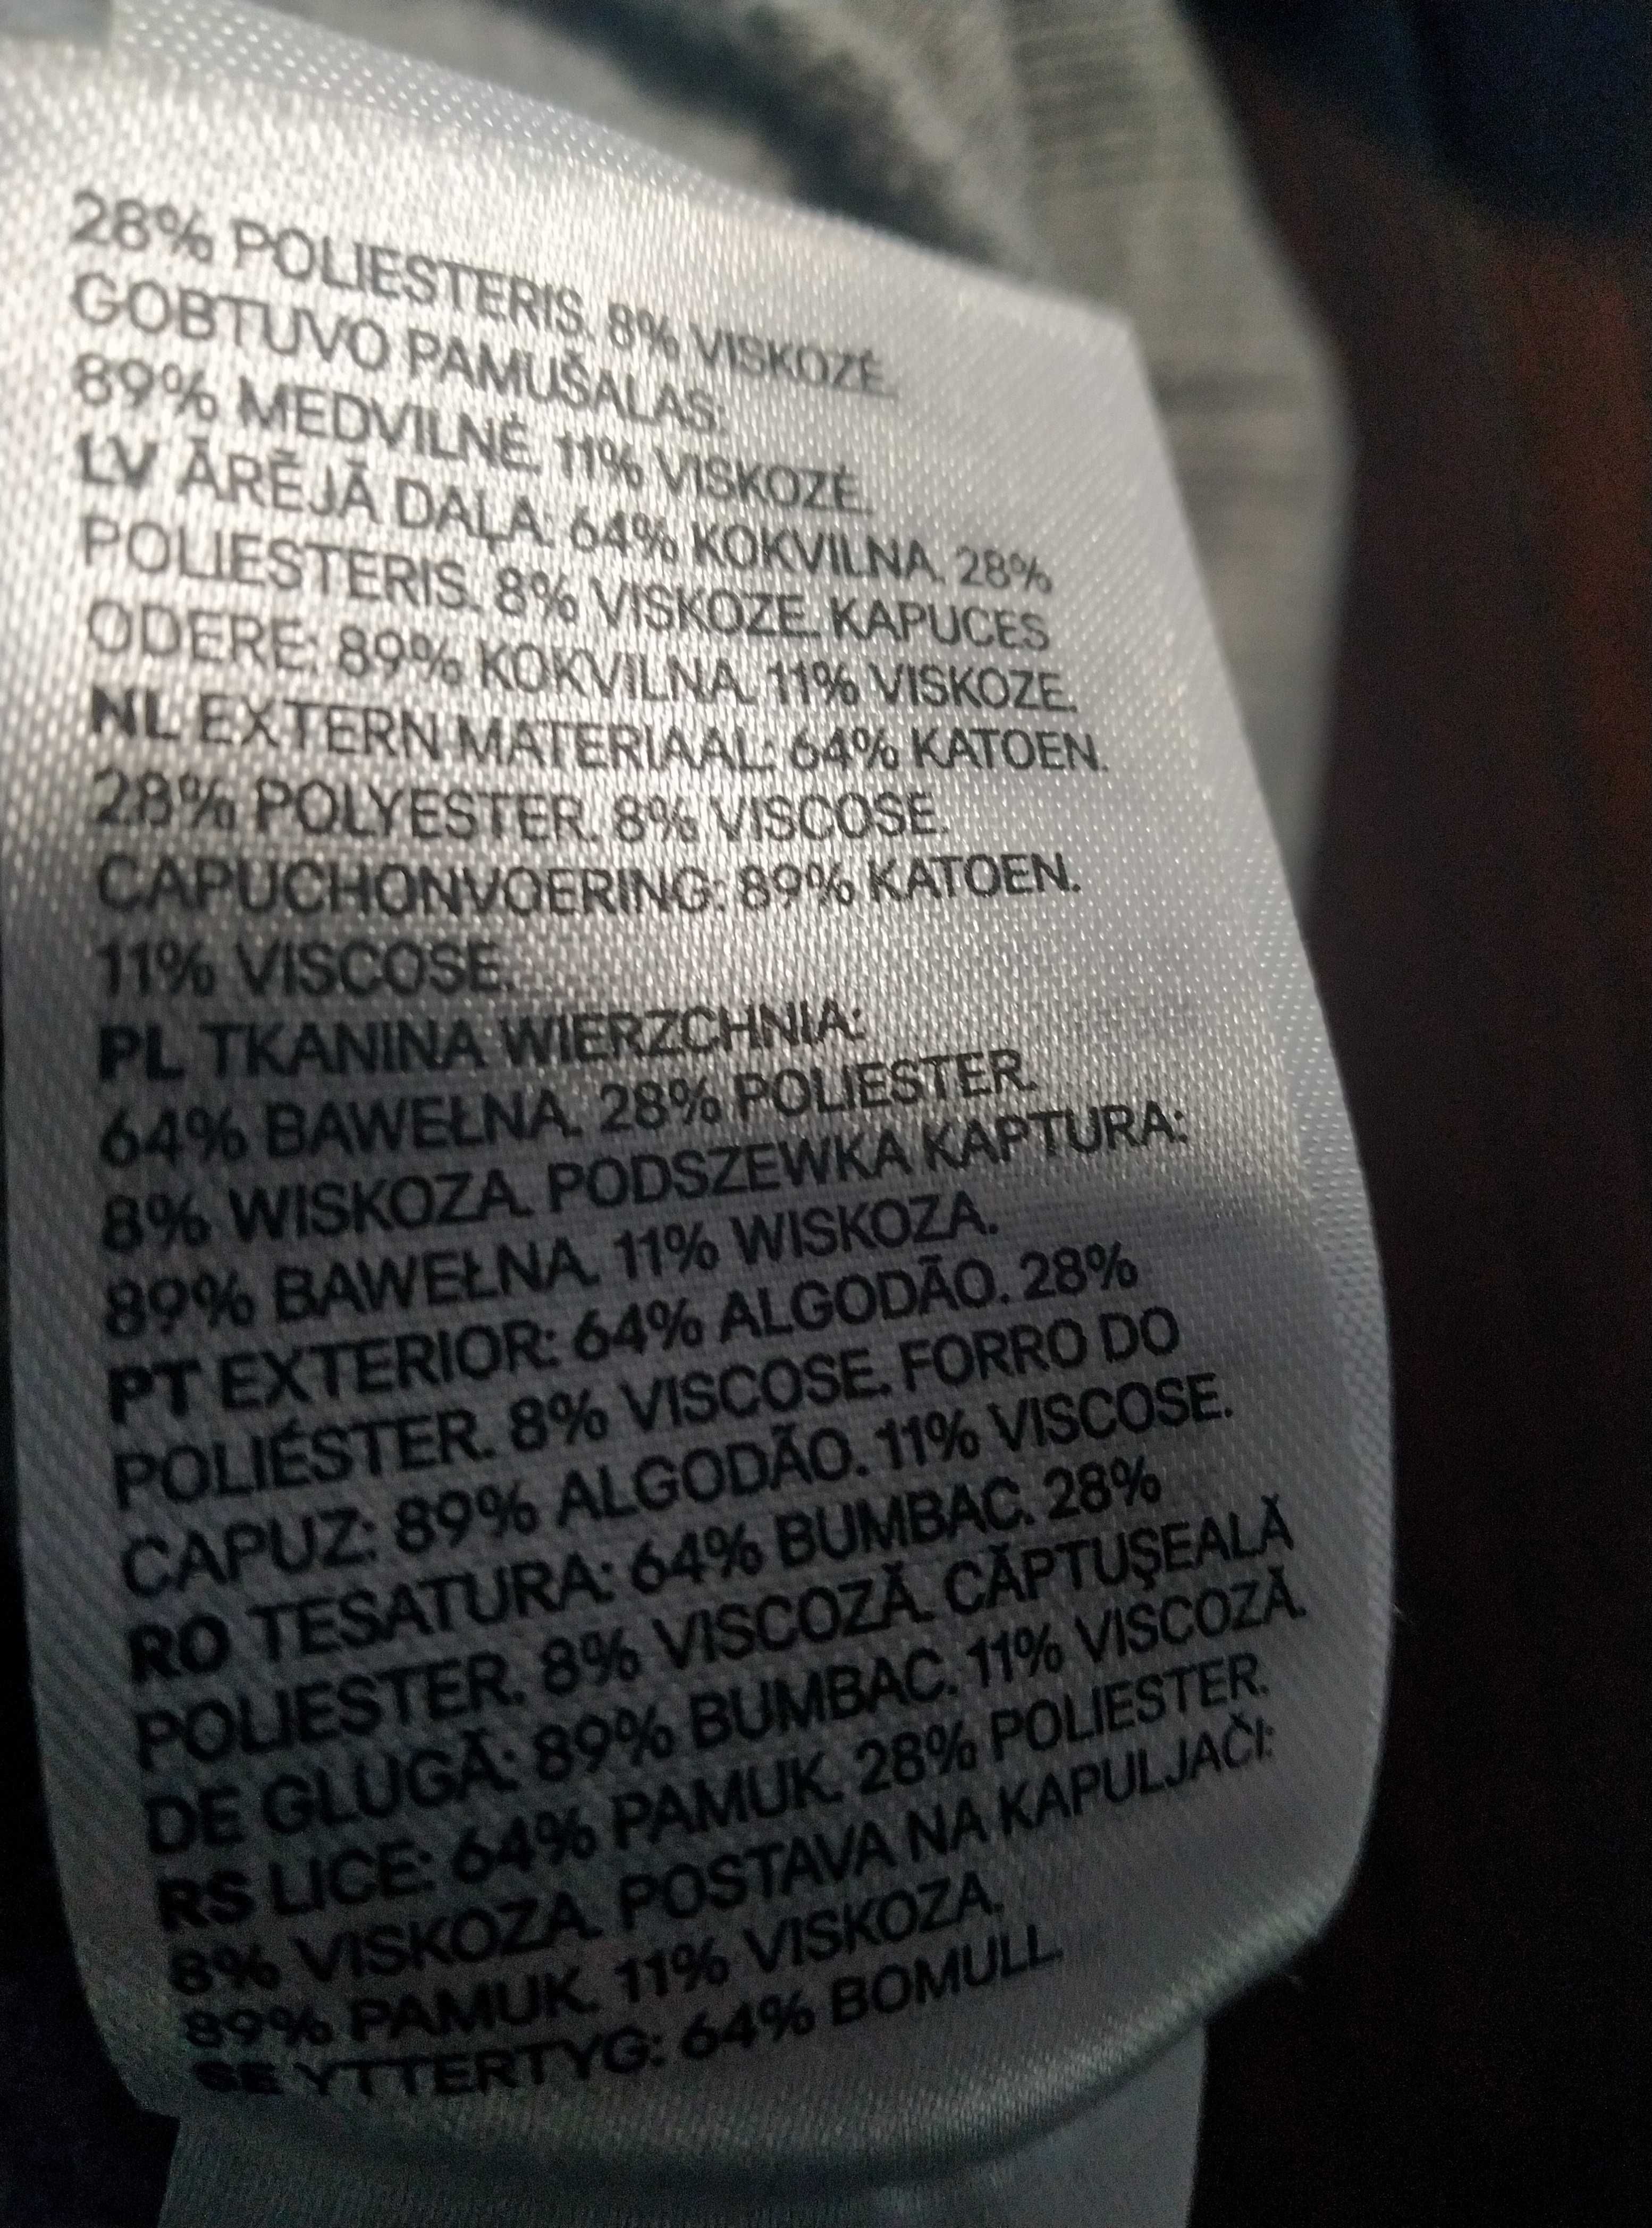 28% POLIESTERIS. 8% VISKOZĖ.
GOBTUVO PAMUŠALAS:
89% MEDVILNĖ. 11% VISKOZĖ.
LV ĀRĒJĀ DAĻA: 64% KOKVILNA. 28%
POLIESTERIS. 8% VISKOZE. KAPUCES
ODERE: 89% KOKVILNA. 11% VISKOZE.
NL EXTERN MATERIAAL: 64% KATOEN.
28% POLYESTER. 8% VISCOSE.
CAPUCHONVOERING: 89% KATOEN.
11% VISCOSE.
PL TKANINA WIERZCHNIA:
64% BAWEŁNA. 28% POLIESTER.
8% WISKOZA. PODSZEWKA KAPTURA:
89% BAWEŁNA. 11% WISKOZA.
PT EXTERIOR: 64% ALGODÃO. 28%
POLIÉSTER. 8% VISCOSE. FORRO DO
CAPUZ: 89% ALGODÃO. 11% VISCOSE.
RO TESATURA: 64% BUMBAC. 28%
POLIESTER. 8% VISCOZĂ. CĂPTUŞEALĂ
DE GLUGĂ: 89% BUMBAC. 11% VISCOZĂ.
RS LICE: 64% PAMUK. 28% POLIESTER.
8% VISKOZA. POSTAVA NA KAPULJAČI:
89% PAMUK. 11% VISKOZA.
SE YTTERTYG: 64% BOMULL.